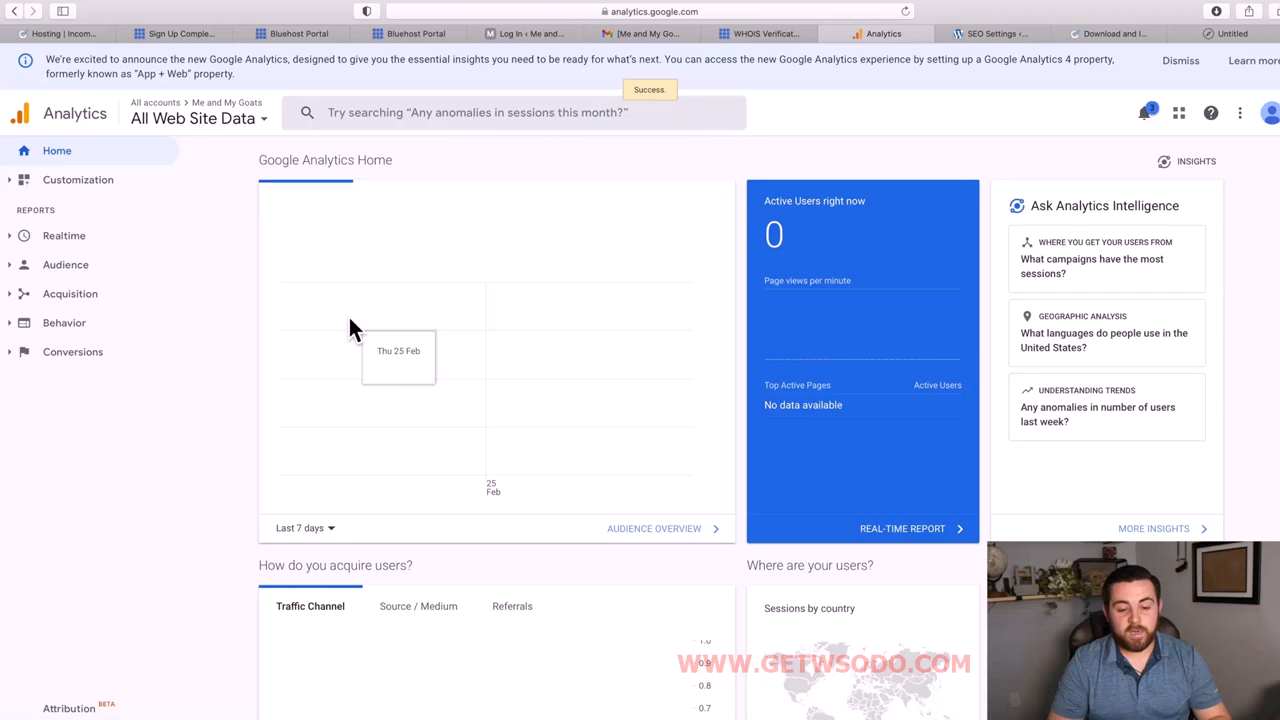 analytics.google.com
Hosting | Incom...
Sign Up Comple...
Bluehost Portal
Bluehost Portal
Log In ‹ Me and...
[Me and My Go...
WHOIS Verificat...
Analytics
SEO Settings ‹...
Download and I...
Untitled
We're excited to announce the new Google Analytics, designed to give you the essential insights you need to be ready for what's next. You can access the new Google Analytics experience by setting up a Google Analytics 4 property,
formerly known as “App + Web” property.
Dismiss
Learn more
Success.
Analytics
All accounts > Me and My Goats
All Web Site Data
Try searching “Any anomalies in sessions this month?”
3
Home
Customization
REPORTS
Realtime
Audience
Acquisition
Behavior
Conversions
Attribution BETA
Google Analytics Home
INSIGHTS
Thu 25 Feb
25
Feb
Last 7 days
AUDIENCE OVERVIEW
Active Users right now
0
Page views per minute
Top Active Pages
Active Users
No data available
REAL-TIME REPORT
Ask Analytics Intelligence
WHERE YOU GET YOUR USERS FROM
What campaigns have the most
sessions?
GEOGRAPHIC ANALYSIS
What languages do people use in the
United States?
UNDERSTANDING TRENDS
Any anomalies in number of users
last week?
MORE INSIGHTS
How do you acquire users?
Traffic Channel
Source / Medium
Referrals
1.0
0.9
0.8
0.7
Where are your users?
Sessions by country
WWW.GETWSODO.COM